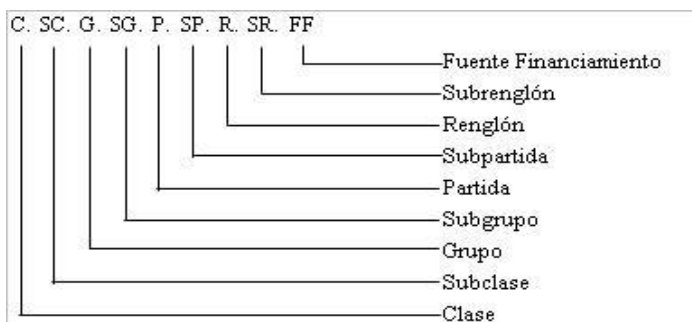 C. SC. G. SG. P. SP. R. SR. FF
Fuente Financiamiento
Subrenglón
Renglón
Subpartida
Partida
Subgrupo
Grupo
Subclase
Clase